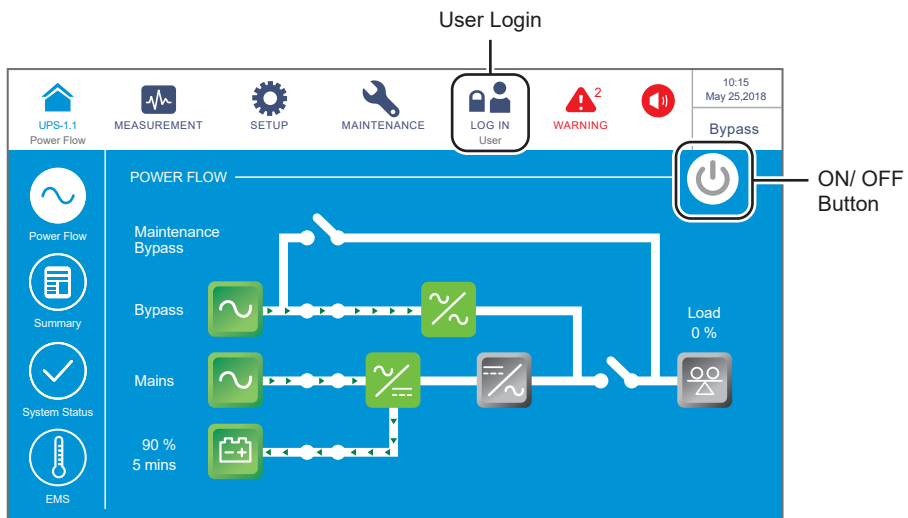 User Login
UPS-1.1
Power Flow
MEASUREMENT
SETUP
MAINTENANCE
LOG IN
User
2
WARNING
10:15
May 25,2018
Bypass
ON/ OFF
Button
POWER FLOW
Power Flow
Summary
System Status
EMS
Maintenance
Bypass
Bypass
Mains
90 %
5 mins
Load
0 %